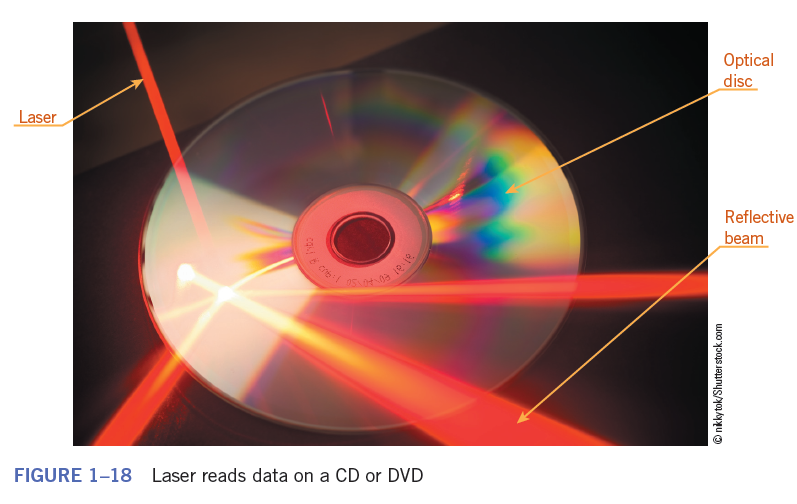 Optical
disc
Laser
Reflective
beam
© nikkytok/Shutterstock.com
FIGURE 1–18 Laser reads data on a CD or DVD